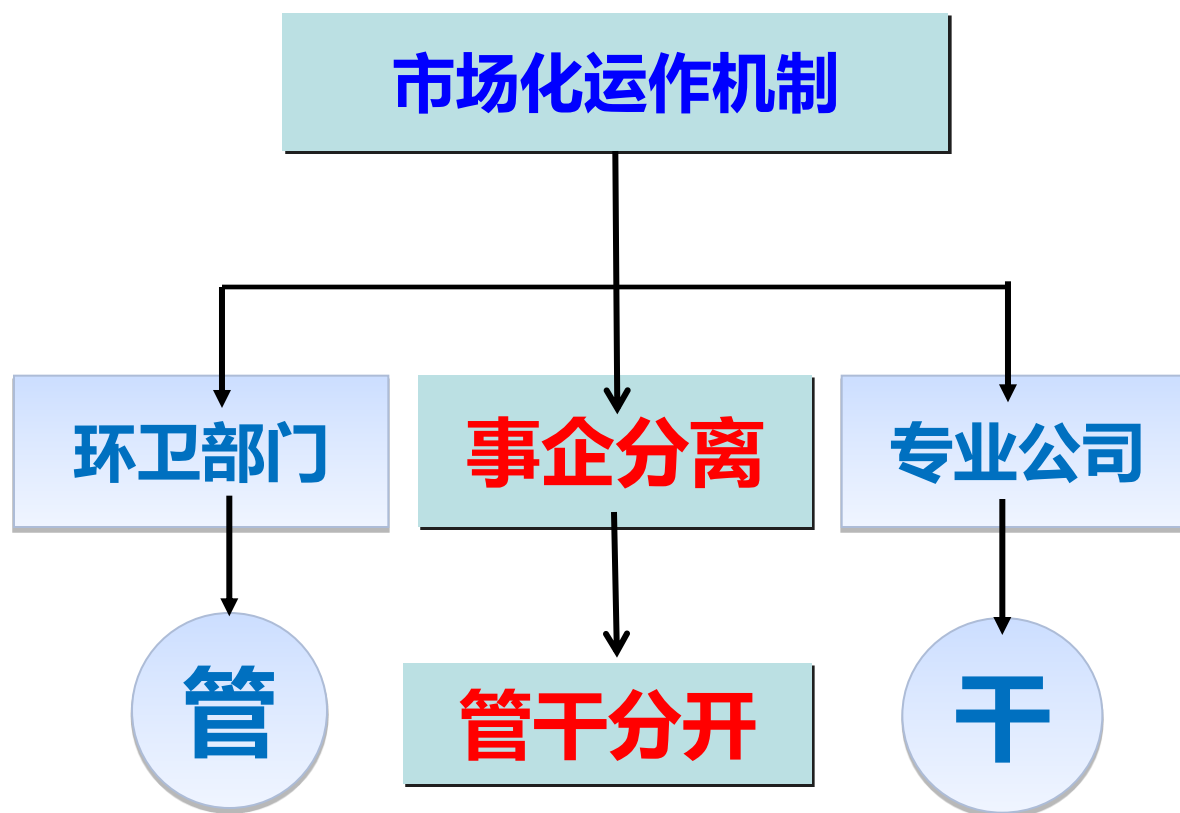 市场化运作机制
环卫部门
事企分离
专业公司
管
管干分开
干